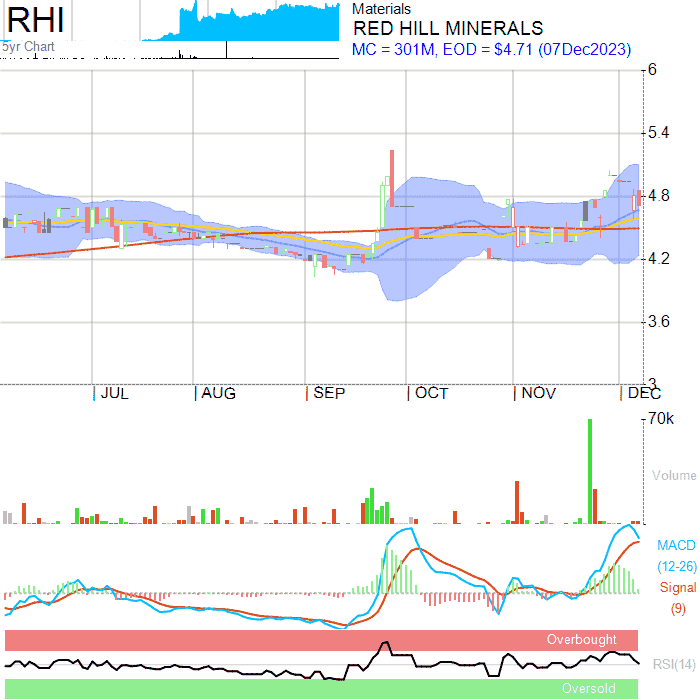 RHI
5yr Chart
Materials
RED HILL MINERALS
MC = 301M, EOD = $4.71 (07Dec2023)
6
5.4
4.8
4.2
3.6
3
JUL AUG SEP OCT NOV DEC
70k
Volume
MACD
(12-26)
Signal
(9)
Overbought
RSI(14)
Oversold